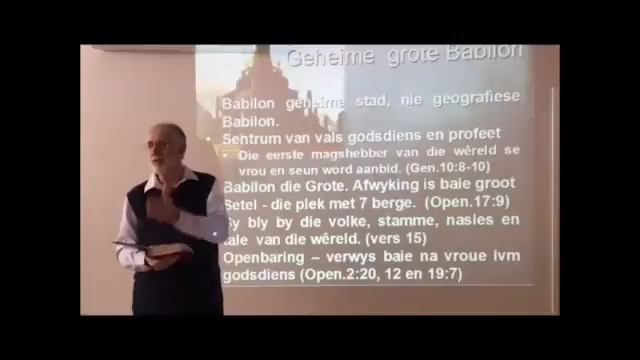 Geheime grote Babilon
Babilon geheime stad, nie geografiese
Babilon.
Sentrum van vals godsdiens en profeet
Die eerste magshebber van die wêreld se
vrou en seun word aanbid. (Gen.10:8-10)
Babilon die Grote. Afwyking is baie groot
Setel - die plek met 7 berge. (Open.17:9)
Sy bly by die volke, stamme, nasies en
tale van die wêreld. (vers 15)
Openbaring – verwys baie na vroue ivm
godsdiens (Open.2:20, 12 en 19:7)